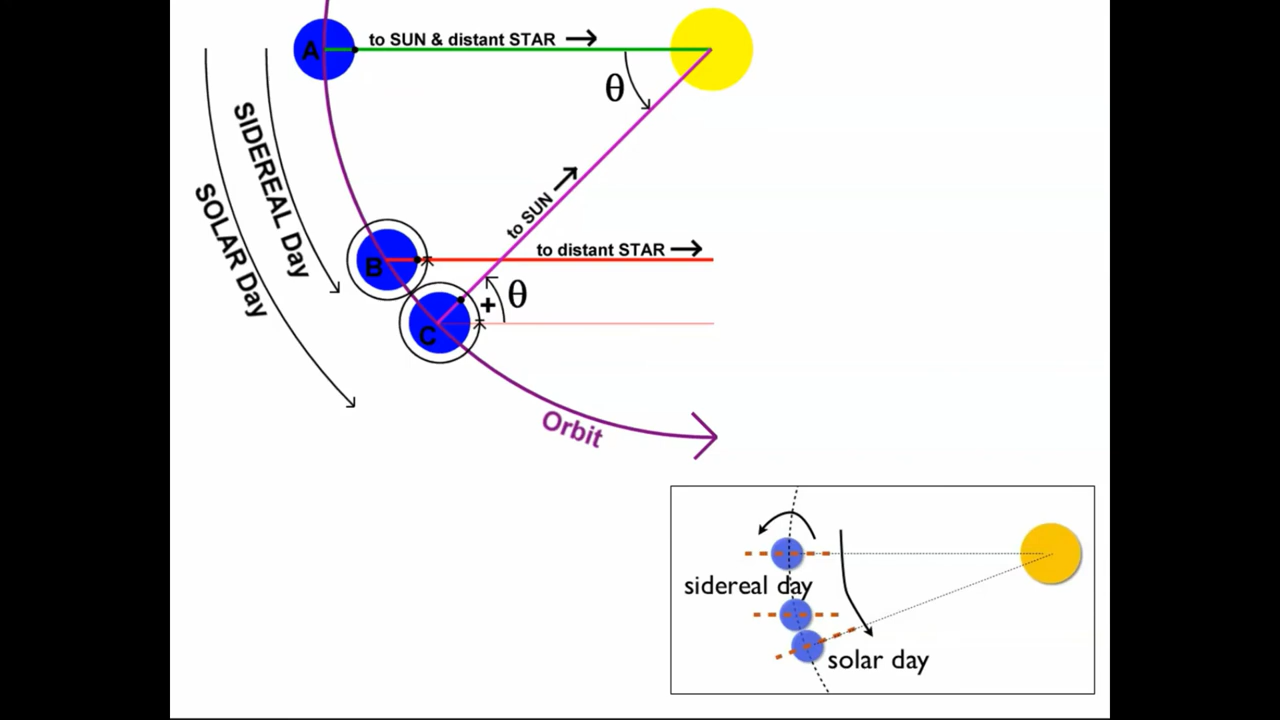 A
to SUN & distant STAR →
θ
SIDEREAL Day
SOLAR Day
to SUN →
to distant STAR →
B
+ θ
C
Orbit
sidereal day
solar day